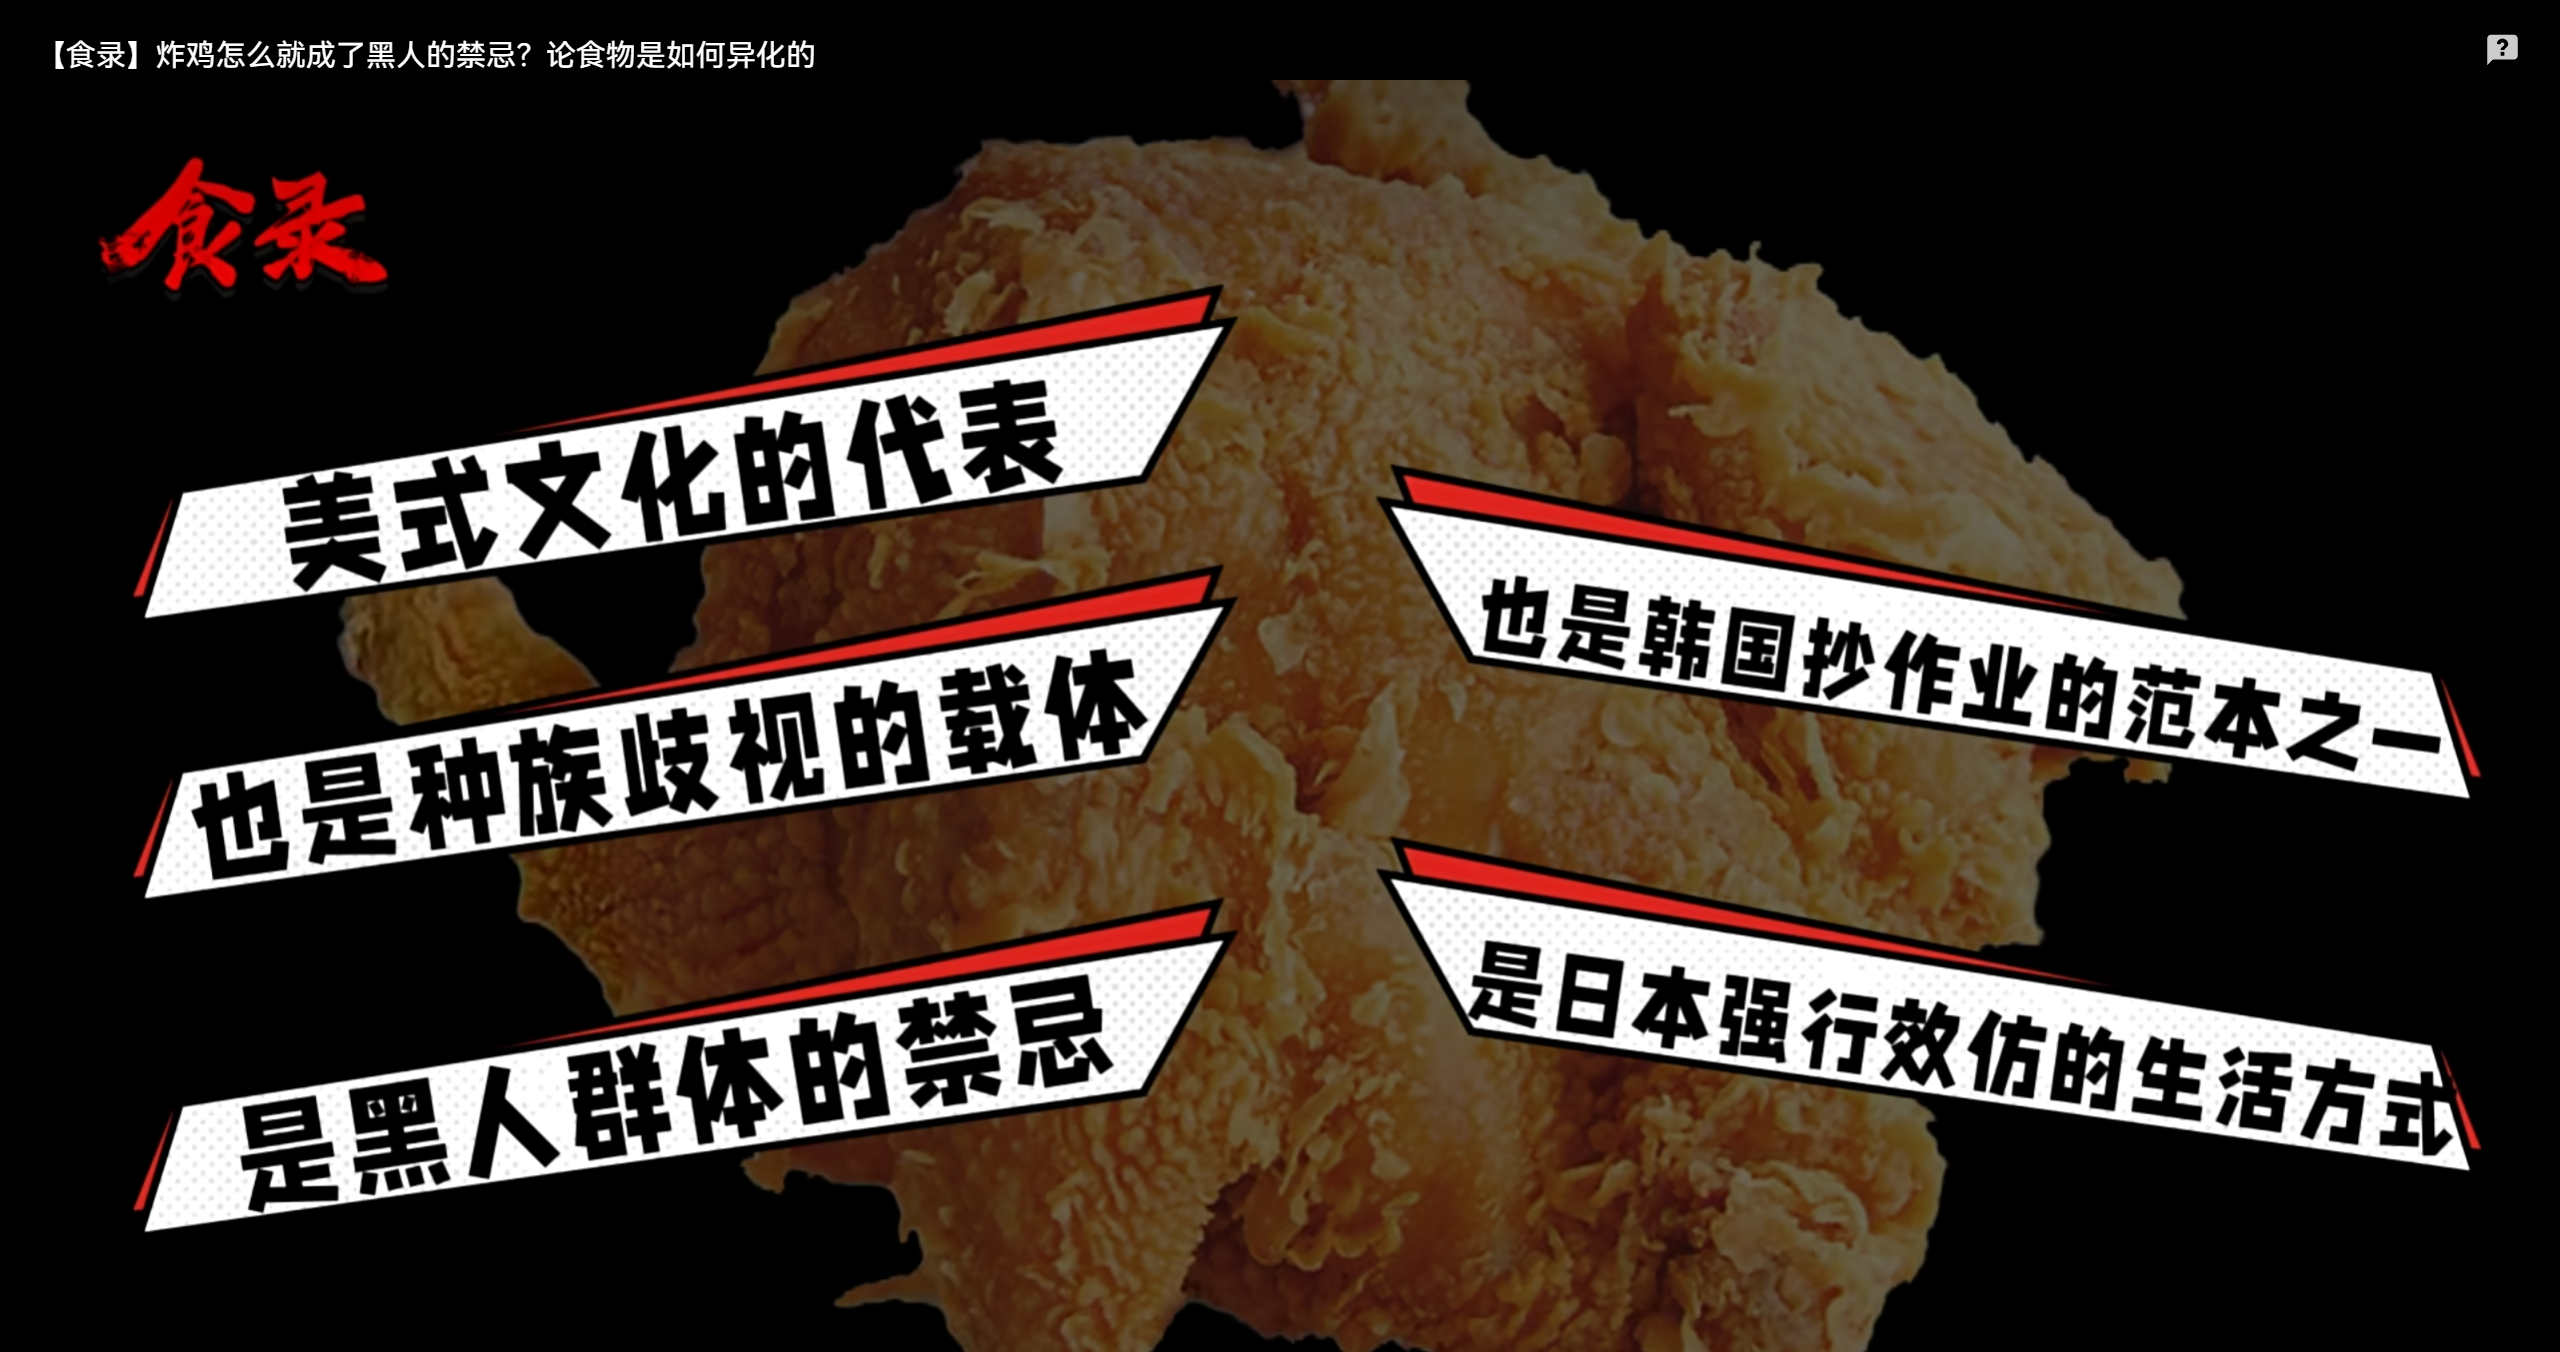 【食录】炸鸡怎么就成了黑人的禁忌？论食物是如何异化的
食录
美式文化的代表
也是种族歧视的载体
是黑人群体的禁忌
也是韩国抄作业的范本之一
是日本强行效仿的生活方式